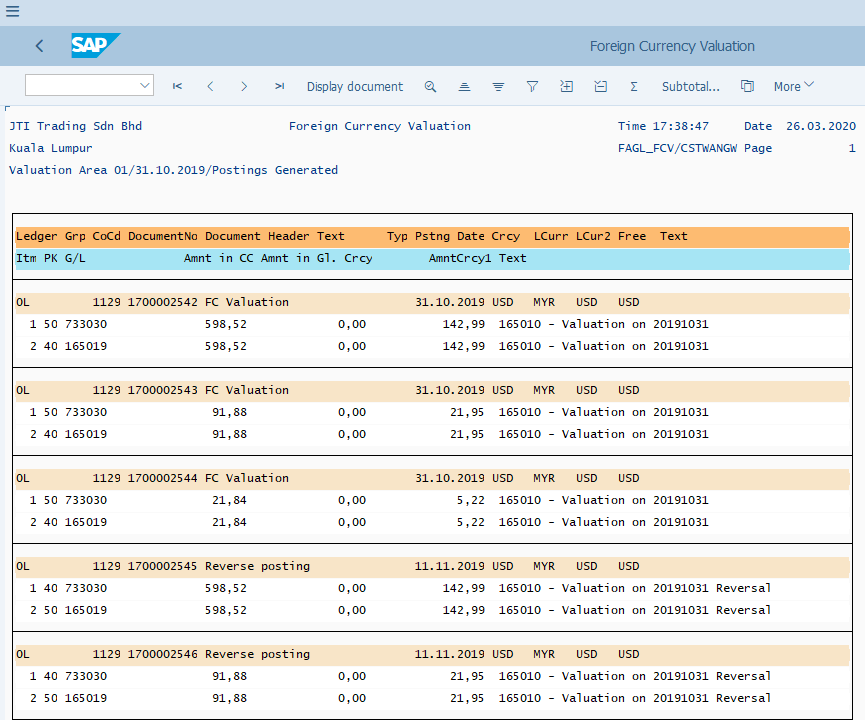 SAP Foreign Currency Valuation
Display document Σ Subtotal... More
JTI Trading Sdn Bhd Foreign Currency Valuation Time 17:38:47 Date 26.03.2020
Kuala Lumpur FAGL_FCV/CSTWANGW Page 1
Valuation Area 01/31.10.2019/Postings Generated
Ledger Grp CoCd DocumentNo Document Header Text Typ Pstng Date Crcy LCurr LCur2 Free Text
Itm PK G/L Amnt in CC Amnt in Gl. Crcy AmntCrcy1 Text
OL 1129 1700002542 FC Valuation 31.10.2019 USD MYR USD USD
1 50 733030 598,52 0,00 142,99 165010 - Valuation on 20191031
2 40 165019 598,52 0,00 142,99 165010 - Valuation on 20191031
OL 1129 1700002543 FC Valuation 31.10.2019 USD MYR USD USD
1 50 733030 91,88 0,00 21,95 165010 - Valuation on 20191031
2 40 165019 91,88 0,00 21,95 165010 - Valuation on 20191031
OL 1129 1700002544 FC Valuation 31.10.2019 USD MYR USD USD
1 50 733030 21,84 0,00 5,22 165010 - Valuation on 20191031
2 40 165019 21,84 0,00 5,22 165010 - Valuation on 20191031
OL 1129 1700002545 Reverse posting 11.11.2019 USD MYR USD USD
1 40 733030 598,52 0,00 142,99 165010 - Valuation on 20191031 Reversal
2 50 165019 598,52 0,00 142,99 165010 - Valuation on 20191031 Reversal
OL 1129 1700002546 Reverse posting 11.11.2019 USD MYR USD USD
1 40 733030 91,88 0,00 21,95 165010 - Valuation on 20191031 Reversal
2 50 165019 91,88 0,00 21,95 165010 - Valuation on 20191031 Reversal